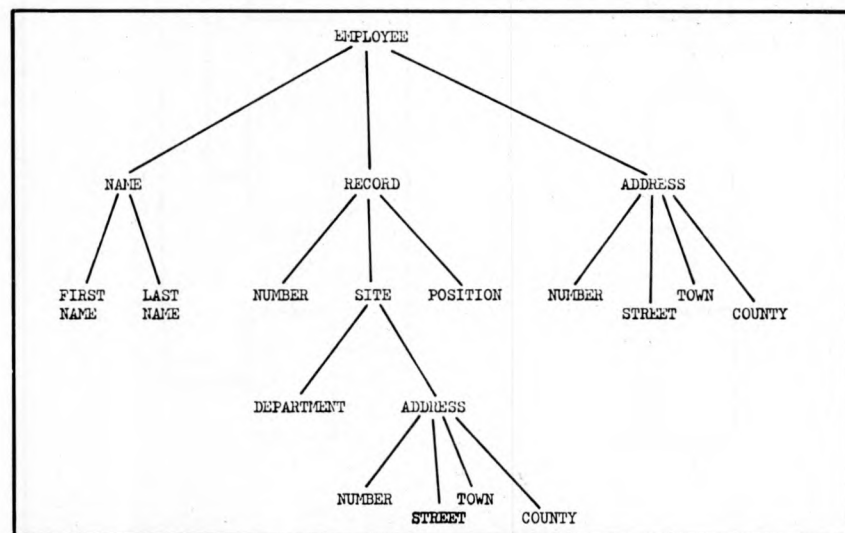 EMPLOYEE
NAME RECORD ADDRESS
FIRST NAME
LAST NAME
NUMBER SITE POSITION
NUMBER STREET TOWN COUNTY
DEPARTMENT ADDRESS
NUMBER STREET TOWN COUNTY